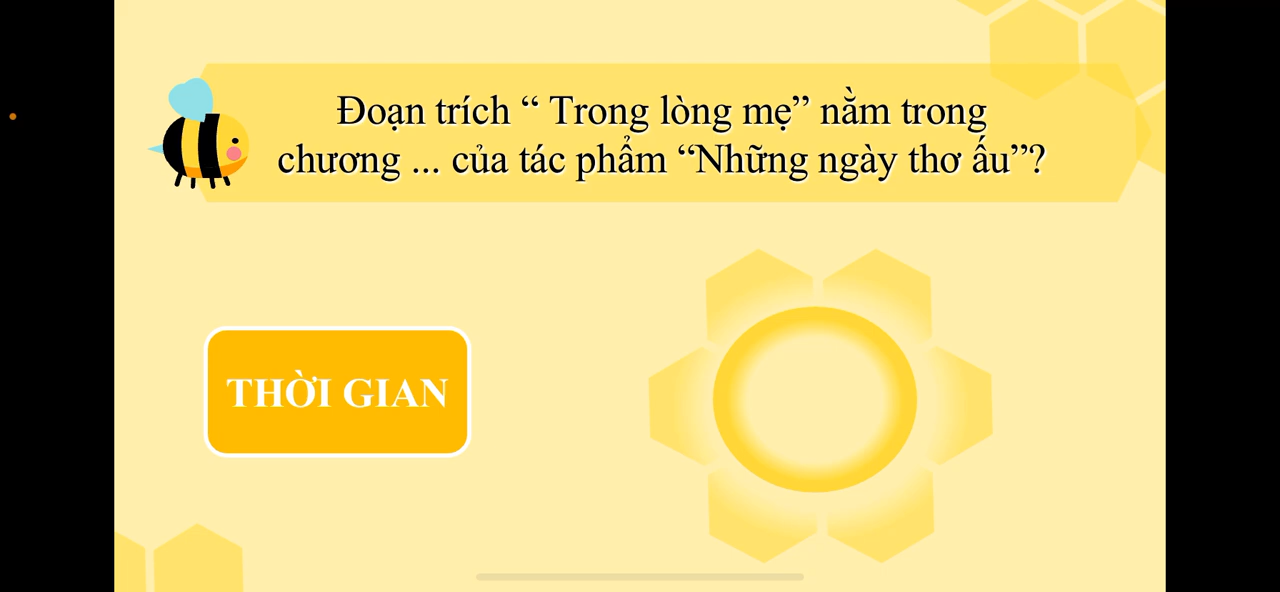 Đoạn trích “ Trong lòng mẹ” nằm trong
chương ... của tác phẩm “Những ngày thơ ấu”?
THỜI GIAN